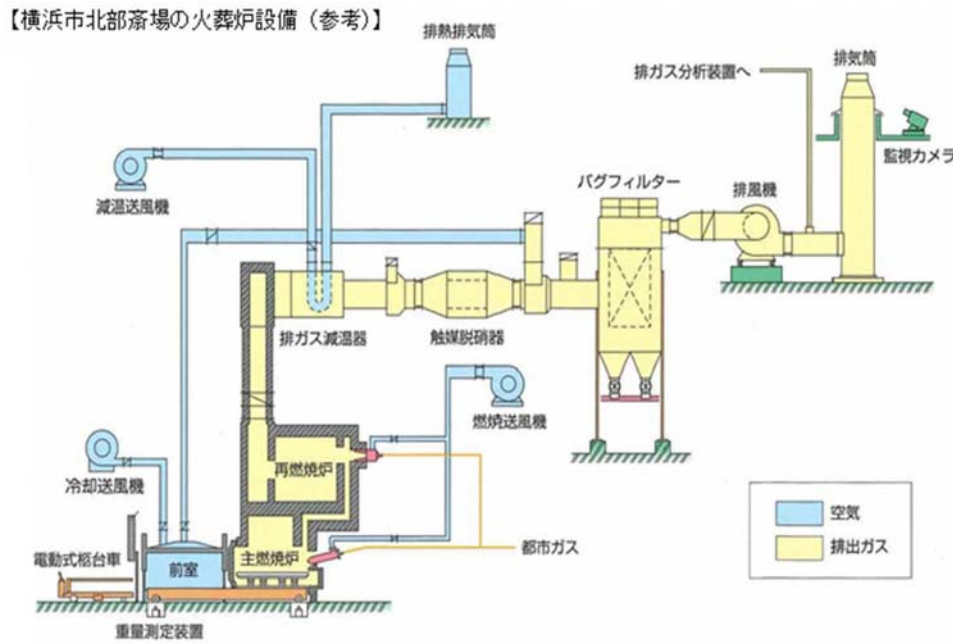 【横浜市北部斎場の火葬炉設備（参考）】
排熱排気筒
排気筒
排ガス分析装置へ
監視カメラ
減温送風機
バグフィルター
排風機
排ガス減温器
触媒脱硝器
燃焼送風機
再燃焼炉
冷却送風機
空気
排出ガス
電動式柩台車
前室
主燃焼炉
都市ガス
重量測定装置